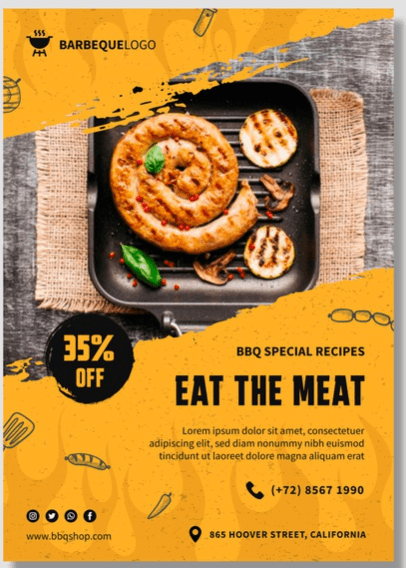 BARBEQUELOGO
35%
OFF
BBQ SPECIAL RECIPES
EAT THE MEAT
Lorem ipsum dolor sit amet, consectetuer
adipiscing elit, sed diam nonummy nibh euismod
tincidunt ut laoreet dolore magna aliquam erat
(+72) 8567 1990
www.bbqshop.com
865 HOOVER STREET, CALIFORNIA